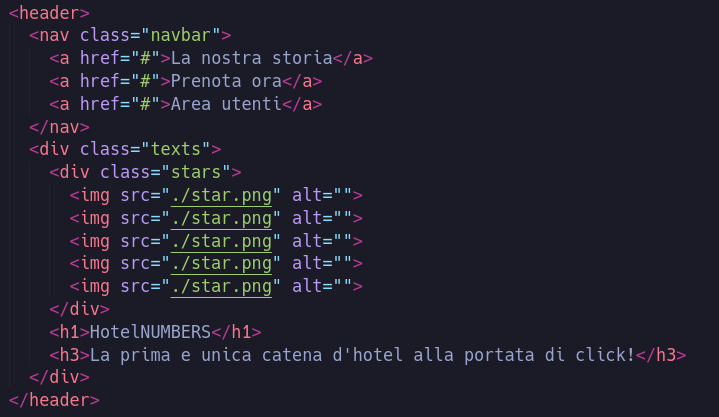 <header>
<nav class="navbar">
<a href="#">La nostra storia</a>
<a href="#">Prenota ora</a>
<a href="#">Area utenti</a>
</nav>
<div class="texts">
<div class="stars">
<img src="./star.png" alt="">
<img src="./star.png" alt="">
<img src="./star.png" alt="">
<img src="./star.png" alt="">
<img src="./star.png" alt="">
</div>
<h1>HotelNUMBERS</h1>
<h3>La prima e unica catena d'hotel alla portata di click!</h3>
</div>
</header>